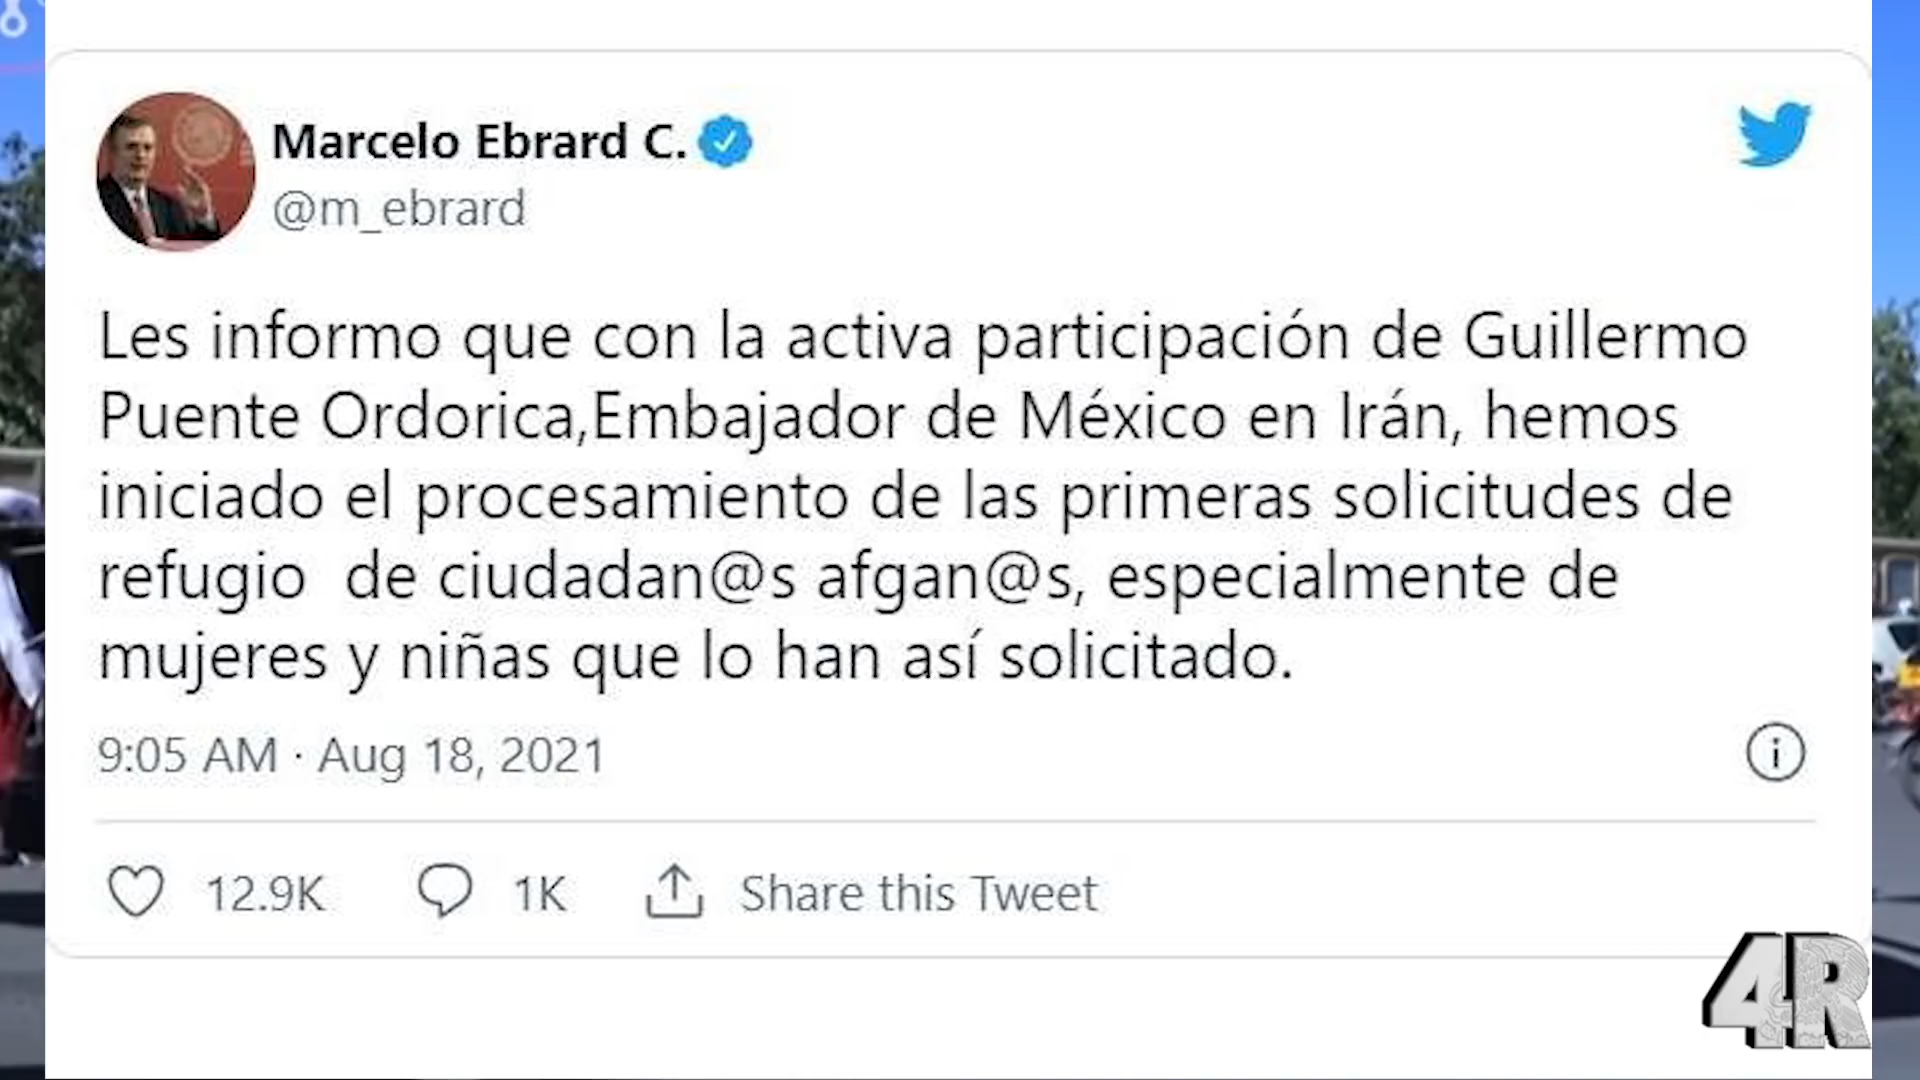 Marcelo Ebrard C.
@m_ebrard
Les informo que con la activa participación de Guillermo
Puente Ordorica,Embajador de México en Irán, hemos
iniciado el procesamiento de las primeras solicitudes de
refugio  de ciudadan@s afgan@s, especialmente de
mujeres y niñas que lo han así solicitado.
9:05 AM · Aug 18, 2021
12.9K 1K Share this Tweet
4R